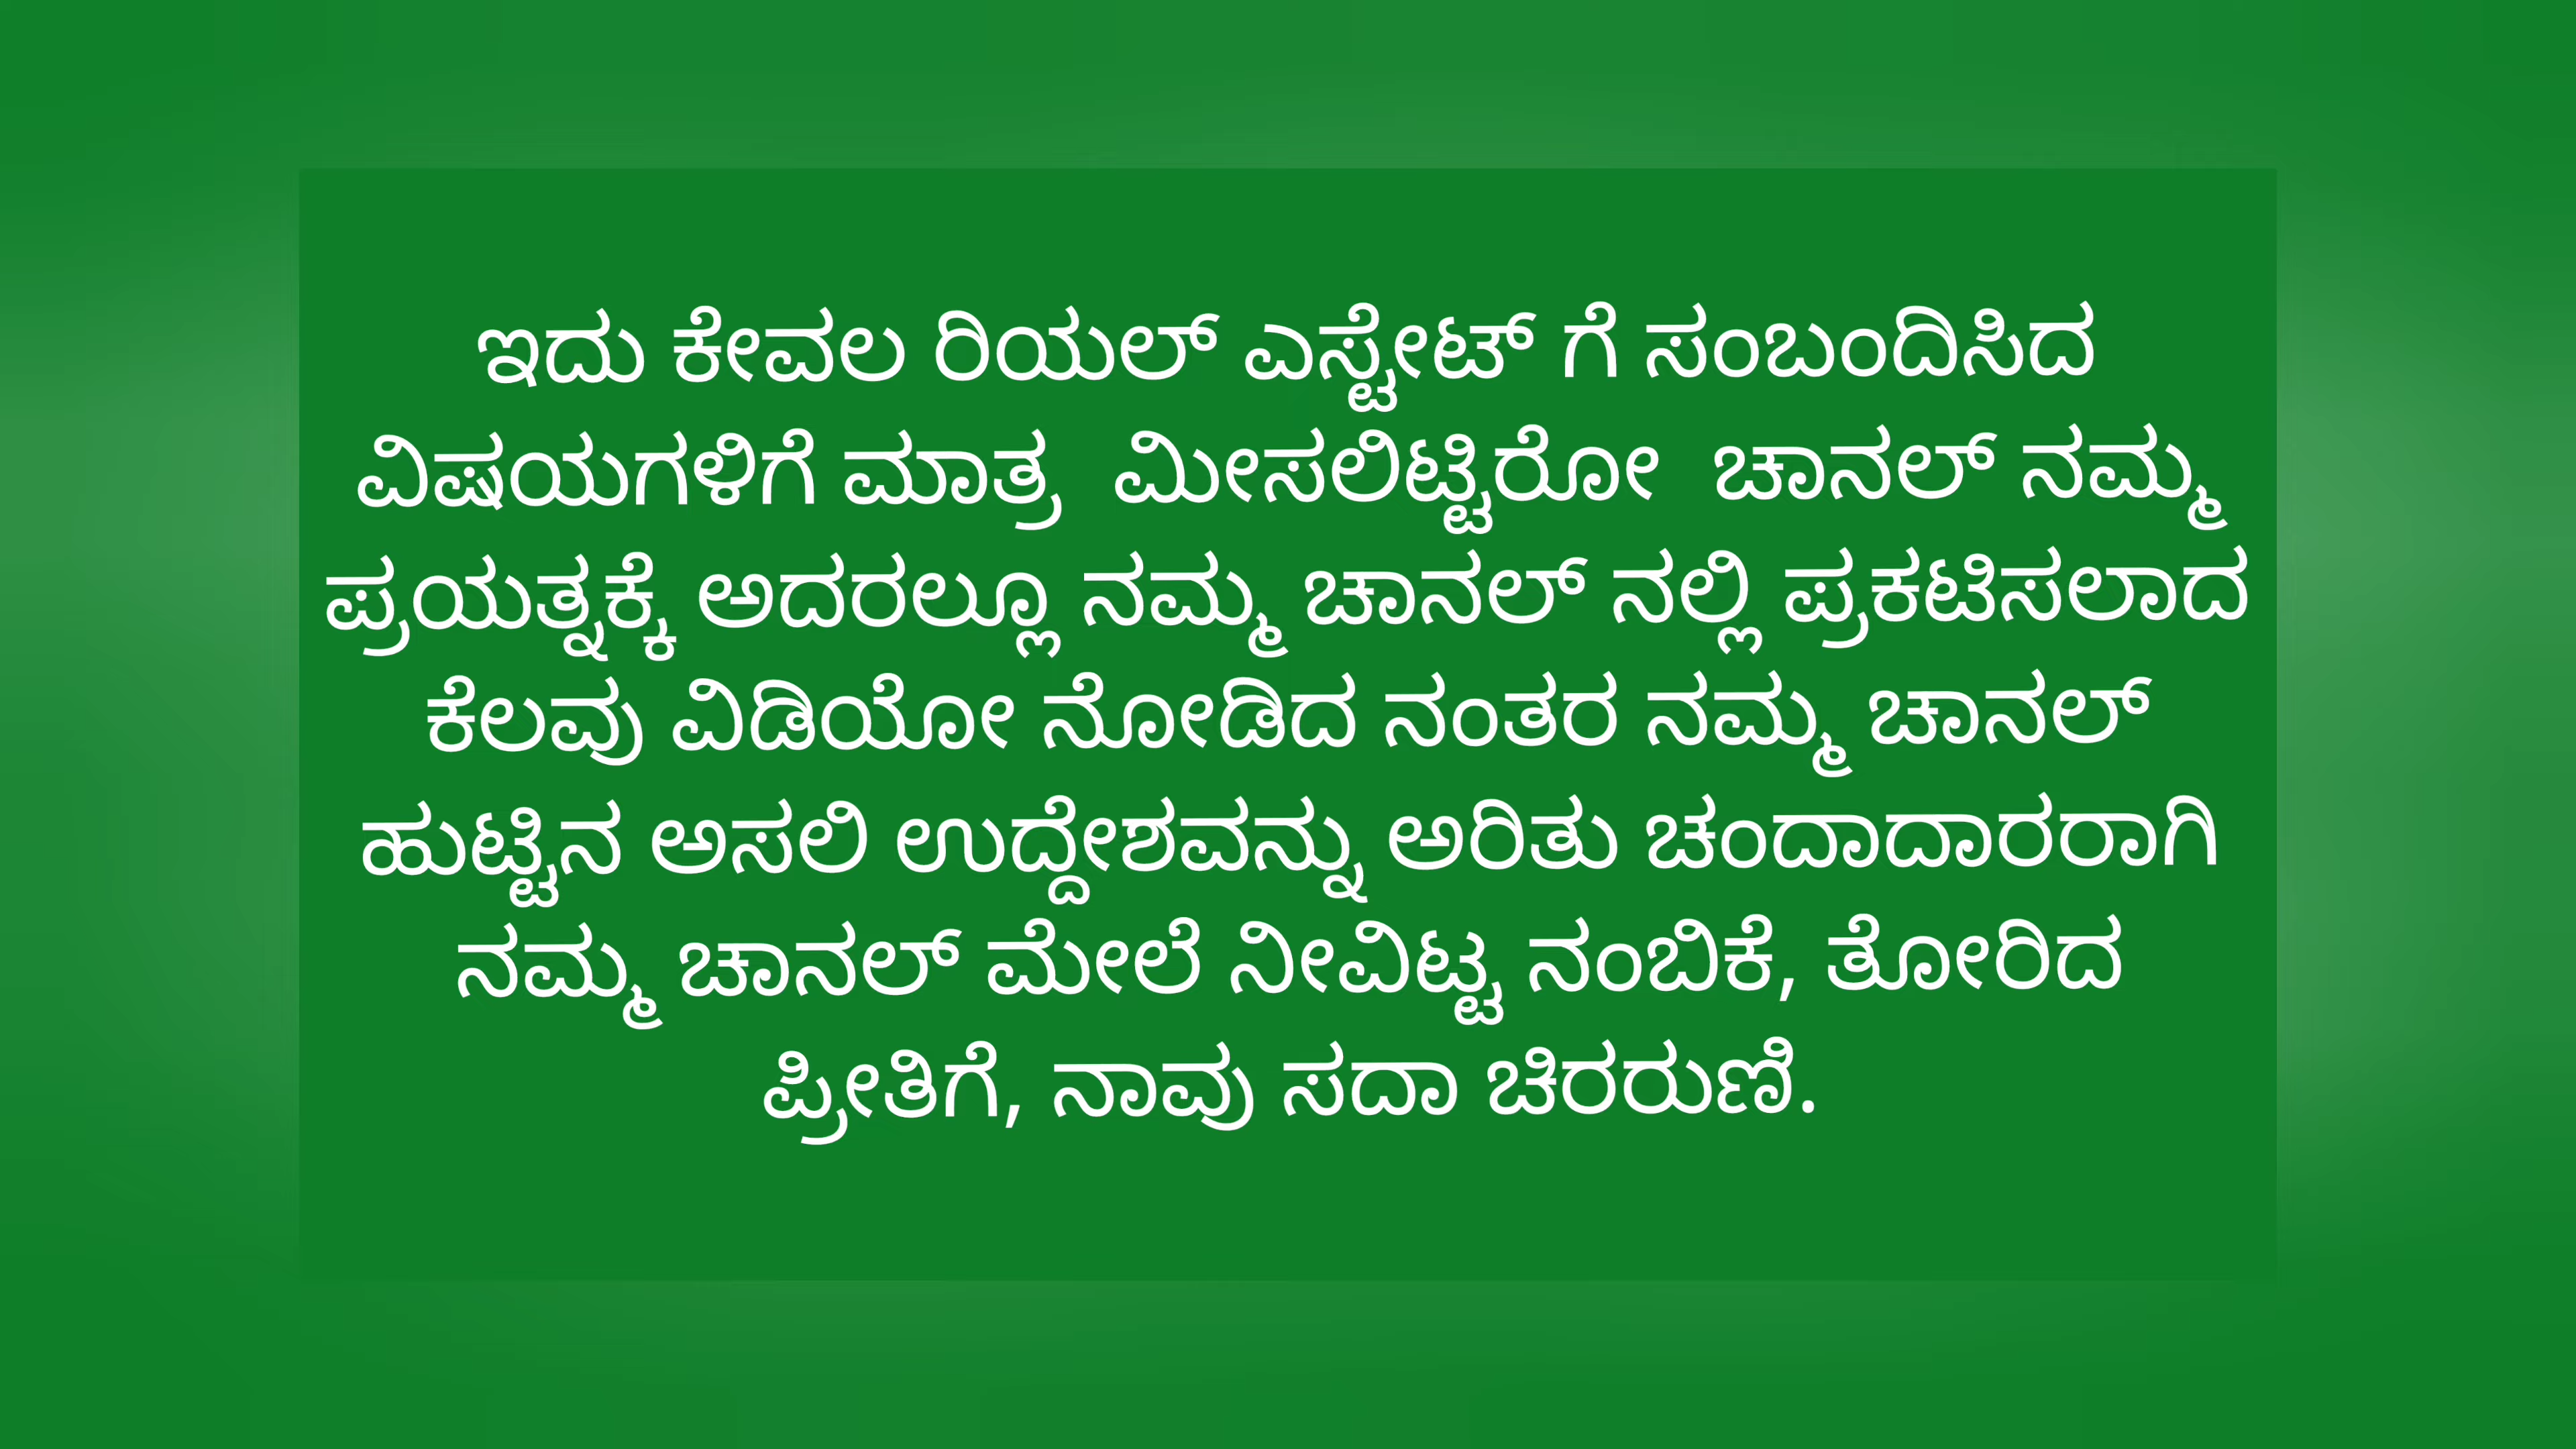 ಇದು ಕೇವಲ ರಿಯಲ್ ಎಸ್ಟೇಟ್ ಗೆ ಸಂಬಂದಿಸಿದ
ವಿಷಯಗಳಿಗೆ ಮಾತ್ರ ಮೀಸಲಿಟ್ಟಿರೋ ಚಾನಲ್ ನಮ್ಮ
ಪ್ರಯತ್ನಕ್ಕೆ ಅದರಲ್ಲೂ ನಮ್ಮ ಚಾನಲ್ ನಲ್ಲಿ ಪ್ರಕಟಿಸಲಾದ
ಕೆಲವು ವಿಡಿಯೋ ನೋಡಿದ ನಂತರ ನಮ್ಮ ಚಾನಲ್
ಹುಟ್ಟಿನ ಅಸಲಿ ಉದ್ದೇಶವನ್ನು ಅರಿತು ಚಂದಾದಾರರಾಗಿ
ನಮ್ಮ ಚಾನಲ್ ಮೇಲೆ ನೀವಿಟ್ಟ ನಂಬಿಕೆ, ತೋರಿದ
ಪ್ರೀತಿಗೆ, ನಾವು ಸದಾ ಚಿರರುಣಿ.